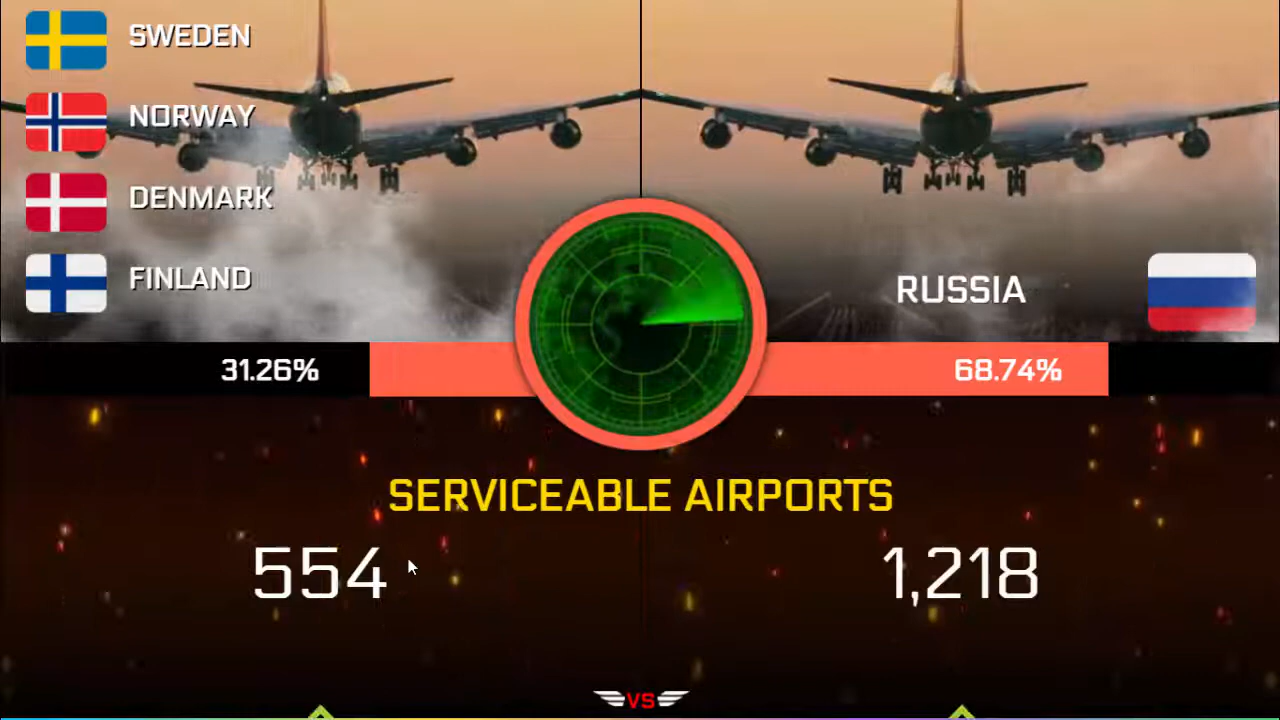 SWEDEN
NORWAY
DENMARK
FINLAND
RUSSIA
31.26%
68.74%
SERVICEABLE AIRPORTS
554
1,218
VS